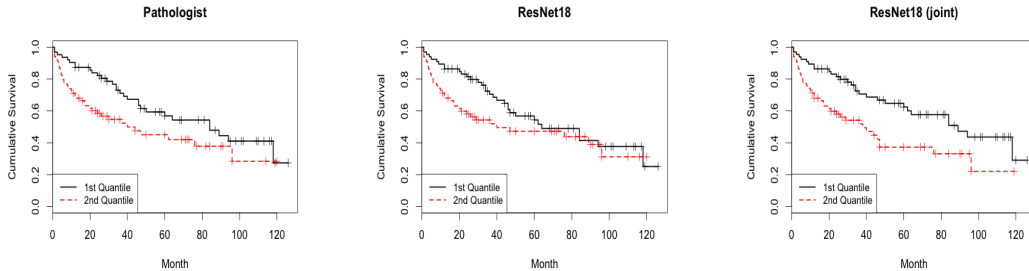 Pathologist
Cumulative Survival
1.0
0.8
0.6
0.4
0.2
0.0
1st Quantile
2nd Quantile
0 20 40 60 80 100 120
Month
ResNet18
Cumulative Survival
1.0
0.8
0.6
0.4
0.2
0.0
1st Quantile
2nd Quantile
0 20 40 60 80 100 120
Month
ResNet18 (joint)
Cumulative Survival
1.0
0.8
0.6
0.4
0.2
0.0
1st Quantile
2nd Quantile
0 20 40 60 80 100 120
Month